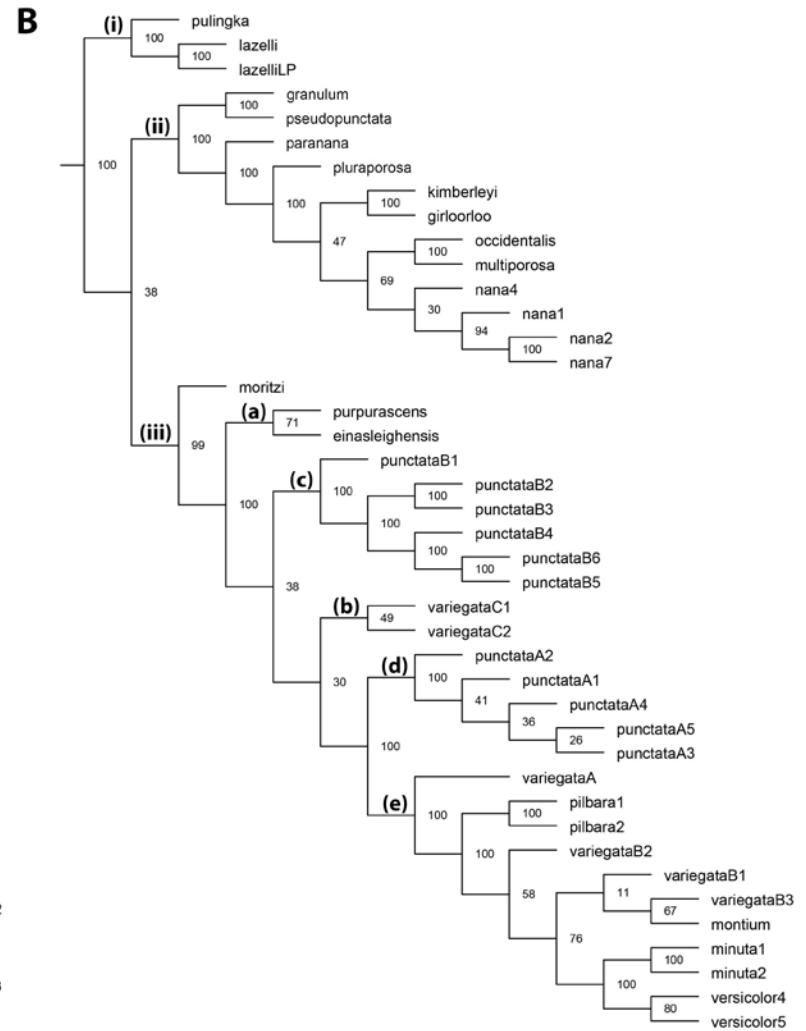 B
(i)
pulingka
100
lazelli
100
lazelliLP
granulum
100
pseudopunctata
(ii)
100
paranana
100
100
pluraporosa
100
kimberleyi
100
girloorloo
47
occidentalis
100
multiporosa
69
nana4
30
nana1
94
nana2
100
nana7
38
moritzi
(a)
purpurascens
71
einasleighensis
(iii)
99
punctataB1
(c)
100
punctataB2
100
punctataB3
100
100
punctataB4
100
punctataB6
100
punctataB5
38
variegataC1
(b)
49
variegataC2
30
punctataA2
(d)
100
punctataA1
41
punctataA4
36
punctataA5
26
punctataA3
100
variegataA
(e)
100
pilbara1
100
pilbara2
100
variegataB2
58
variegataB1
11
variegataB3
67
montium
76
minuta1
100
minuta2
100
versicolor4
80
versicolor5